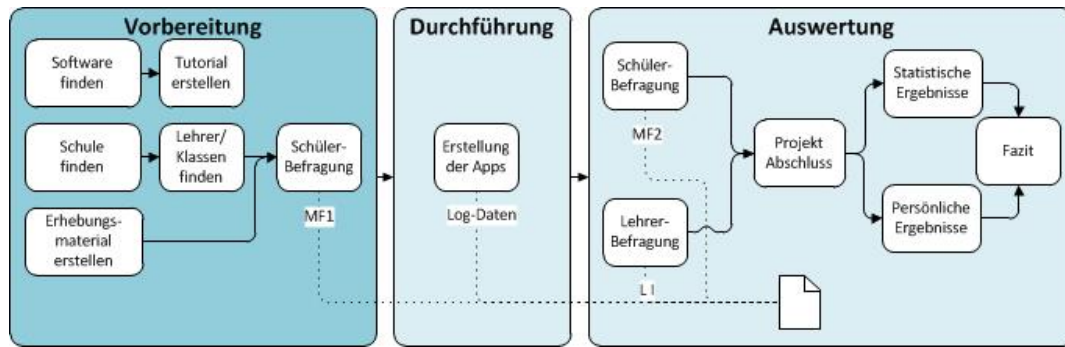 Vorbereitung
Software
finden
Tutorial
erstellen
Schule
finden
Lehrer/
Klassen
finden
Schüler-
Befragung
Erhebungs-
material
erstellen
MF1
Durchführung
Erstellung
der Apps
Log-Daten
Auswertung
Schüler-
Befragung
MF2
Lehrer-
Befragung
L I
Projekt
Abschluss
Statistische
Ergebnisse
Persönliche
Ergebnisse
Fazit